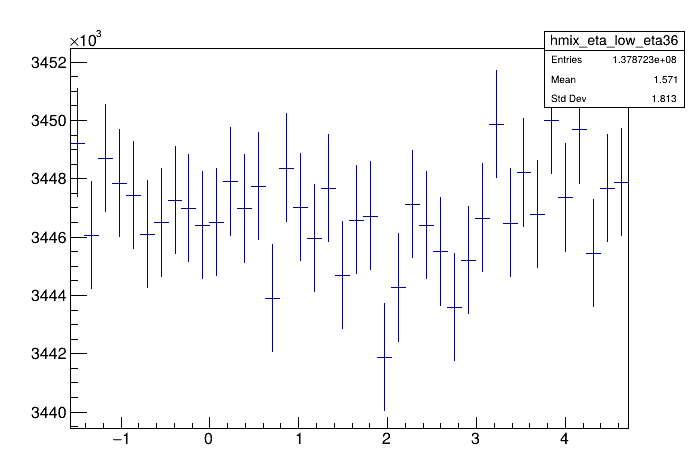 ×10³
hmix_eta_low_eta36
Entries 1.378723e+08
Mean 1.571
Std Dev 1.813
3452
3450
3448
3446
3444
3442
3440
−1 0 1 2 3 4